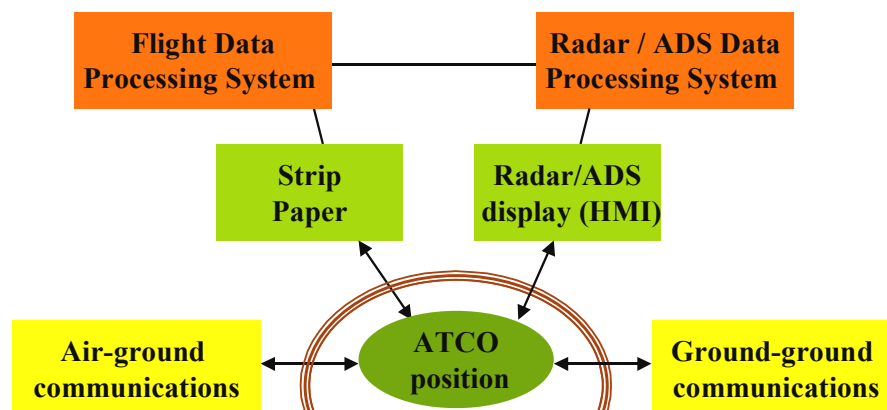 Flight Data
Processing System
Radar / ADS Data
Processing System
Strip
Paper
Radar/ADS
display (HMI)
Air-ground
communications
ATCO
position
Ground-ground
communications